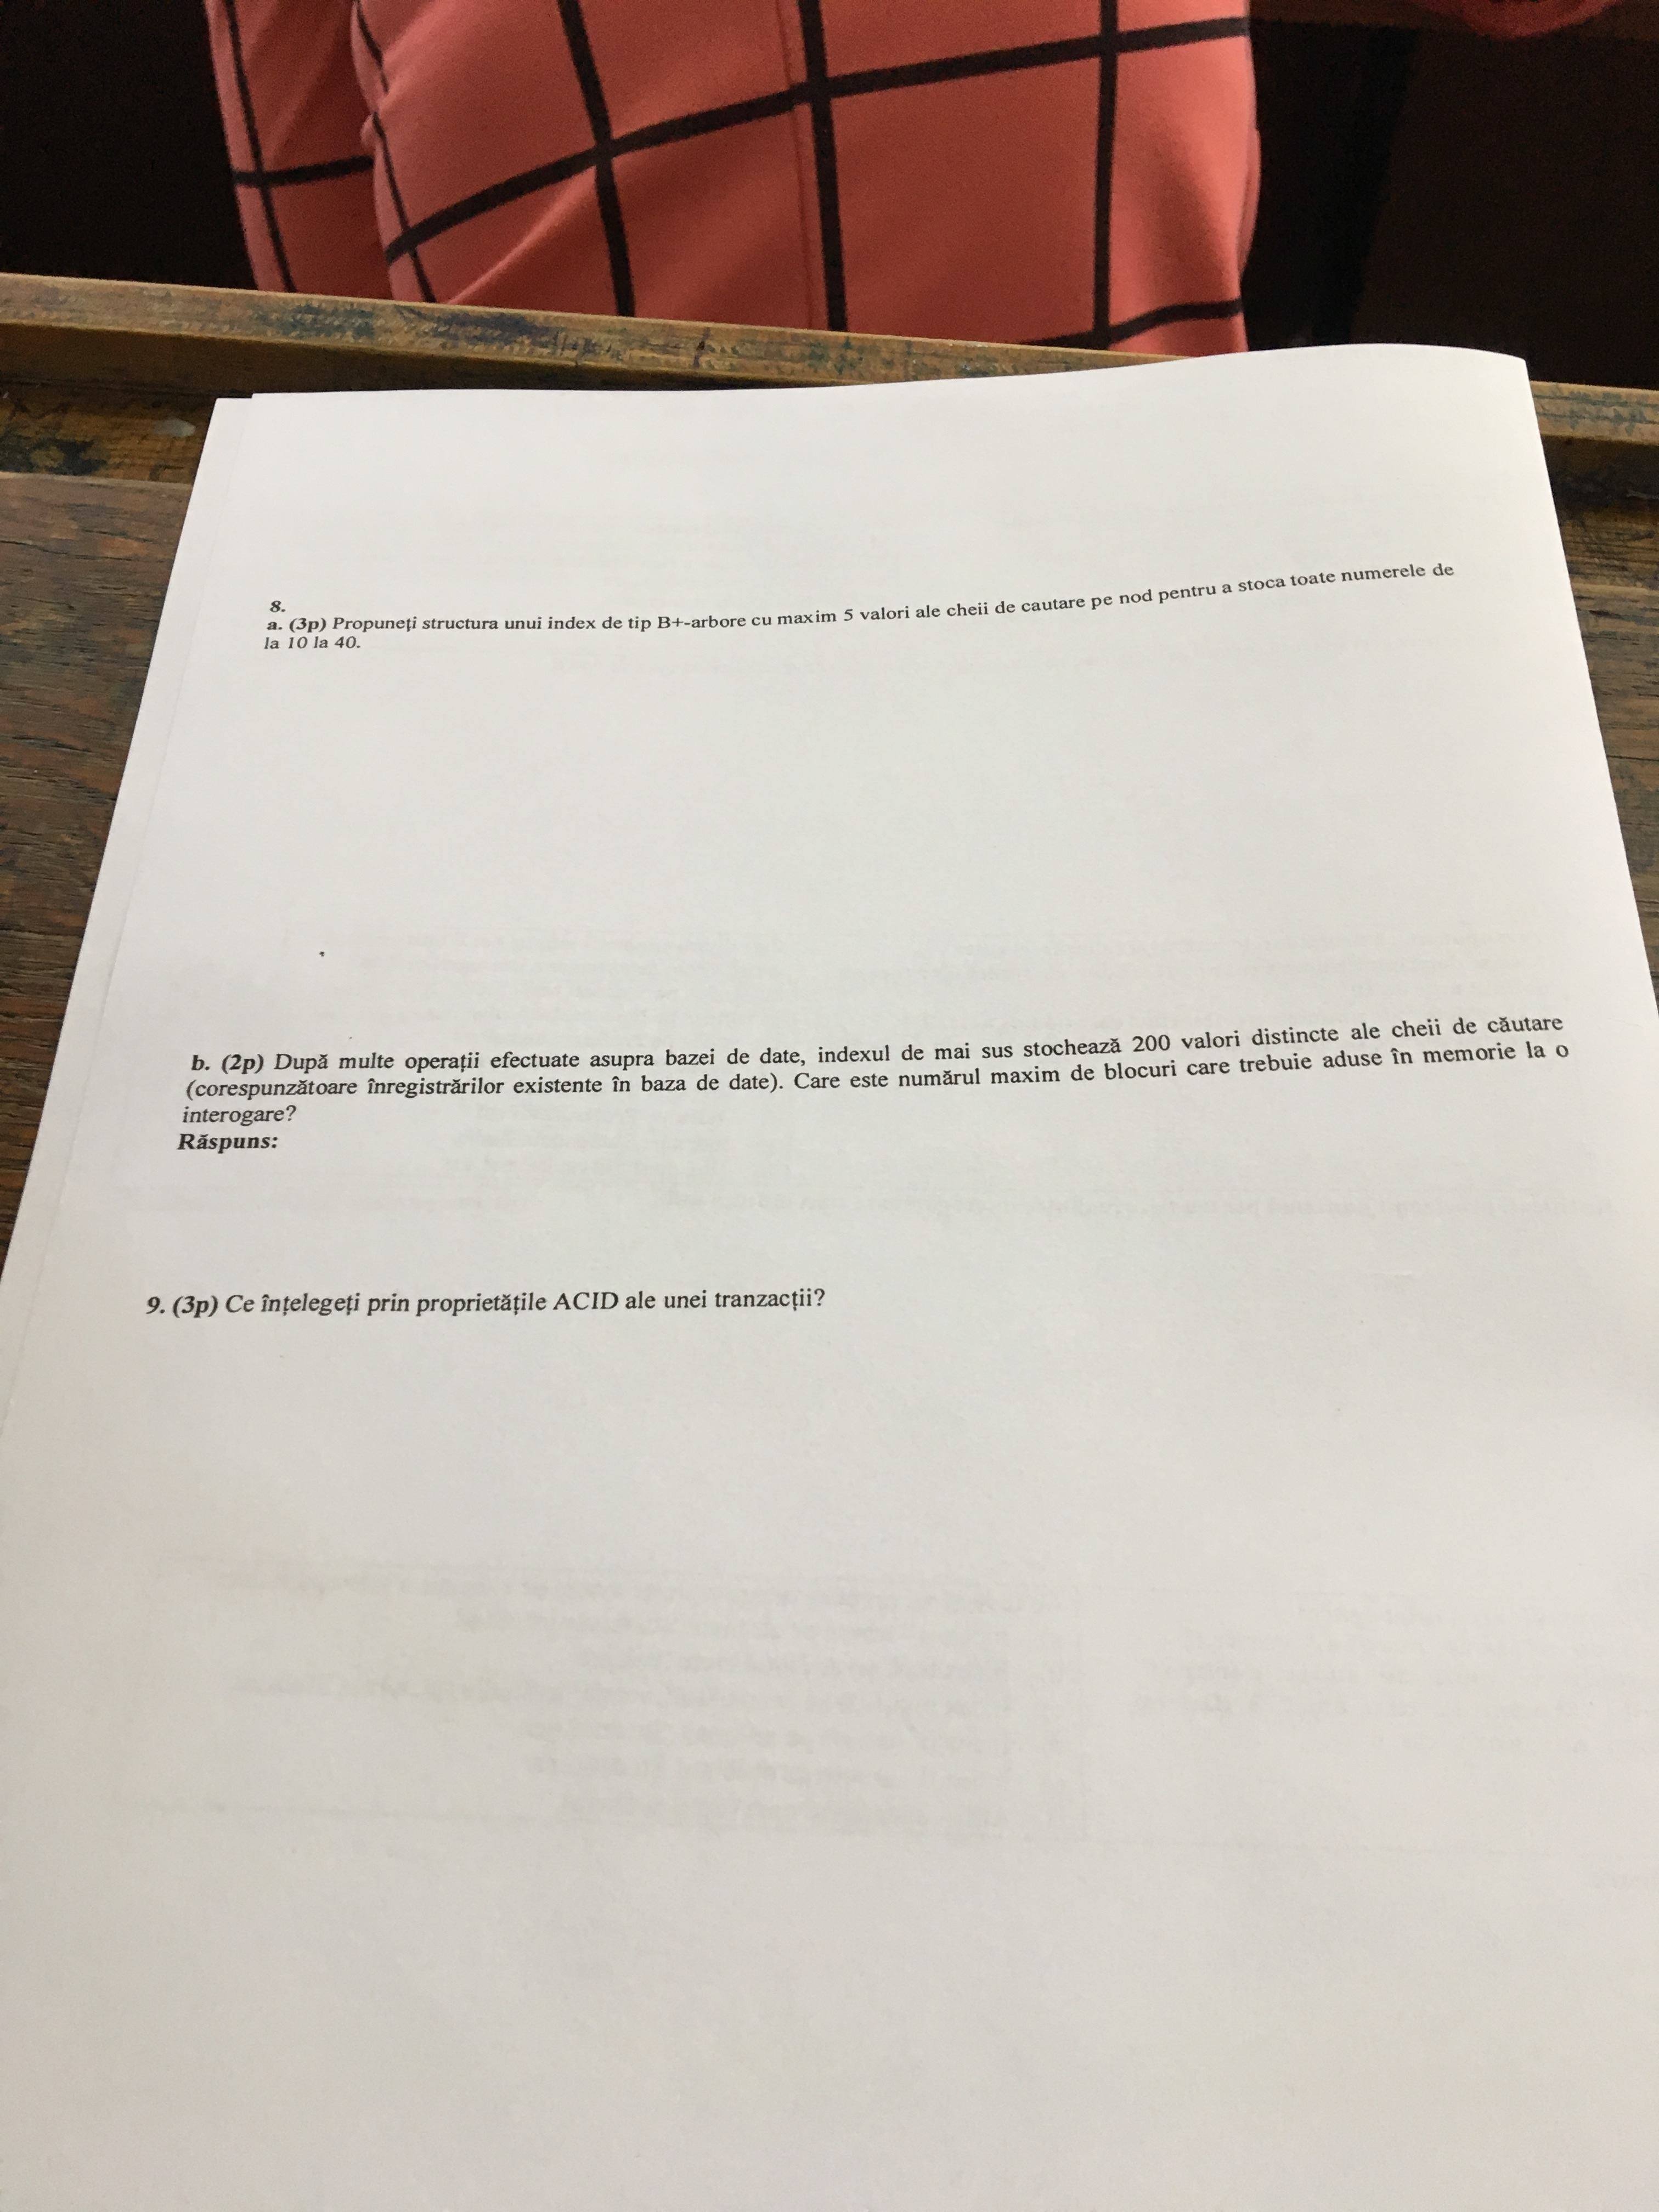 8.
a. (3p) Propuneți structura unui index de tip B+-arbore cu maxim 5 valori ale cheii de cautare pe nod pentru a stoca toate numerele de
la 10 la 40.
b. (2p) După multe operații efectuate asupra bazei de date, indexul de mai sus stochează 200 valori distincte ale cheii de căutare
(corespunzătoare înregistrărilor existente în baza de date). Care este numărul maxim de blocuri care trebuie aduse în memorie la o
interogare?
Răspuns:
9. (3p) Ce înțelegeți prin proprietățile ACID ale unei tranzacții?